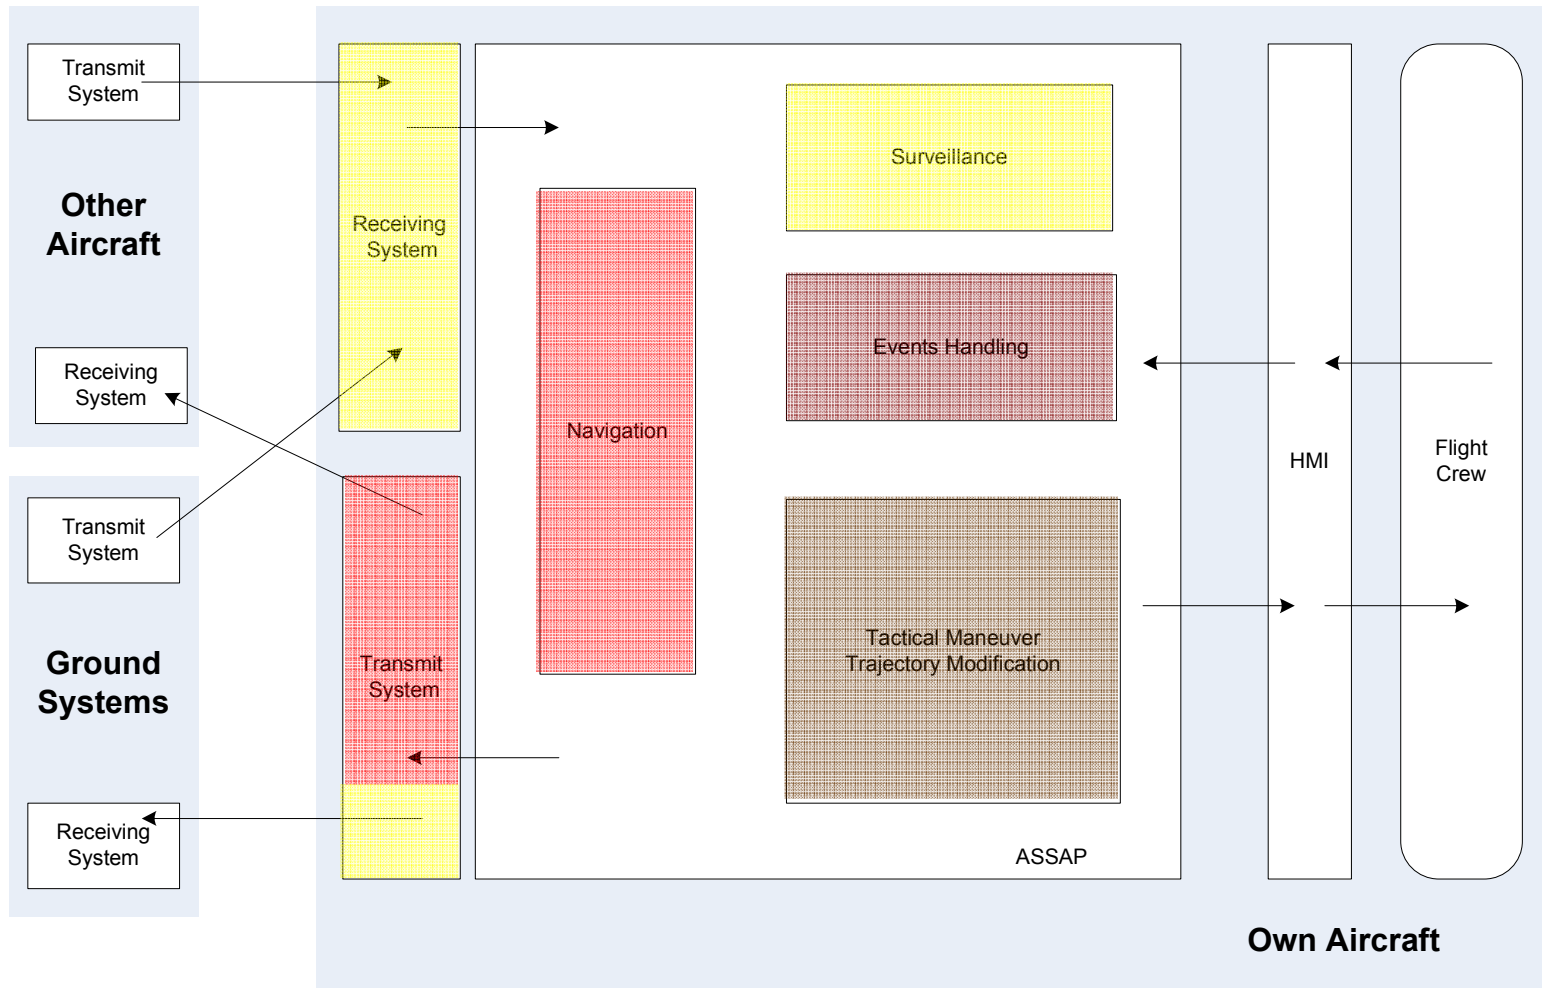 Transmit
System
Other
Aircraft
Receiving
System
Transmit
System
Ground
Systems
Receiving
System
Receiving
System
Transmit
System
Navigation
Surveillance
Events Handling
Tactical Maneuver
Trajectory Modification
ASSAP
HMI
Flight
Crew
Own Aircraft